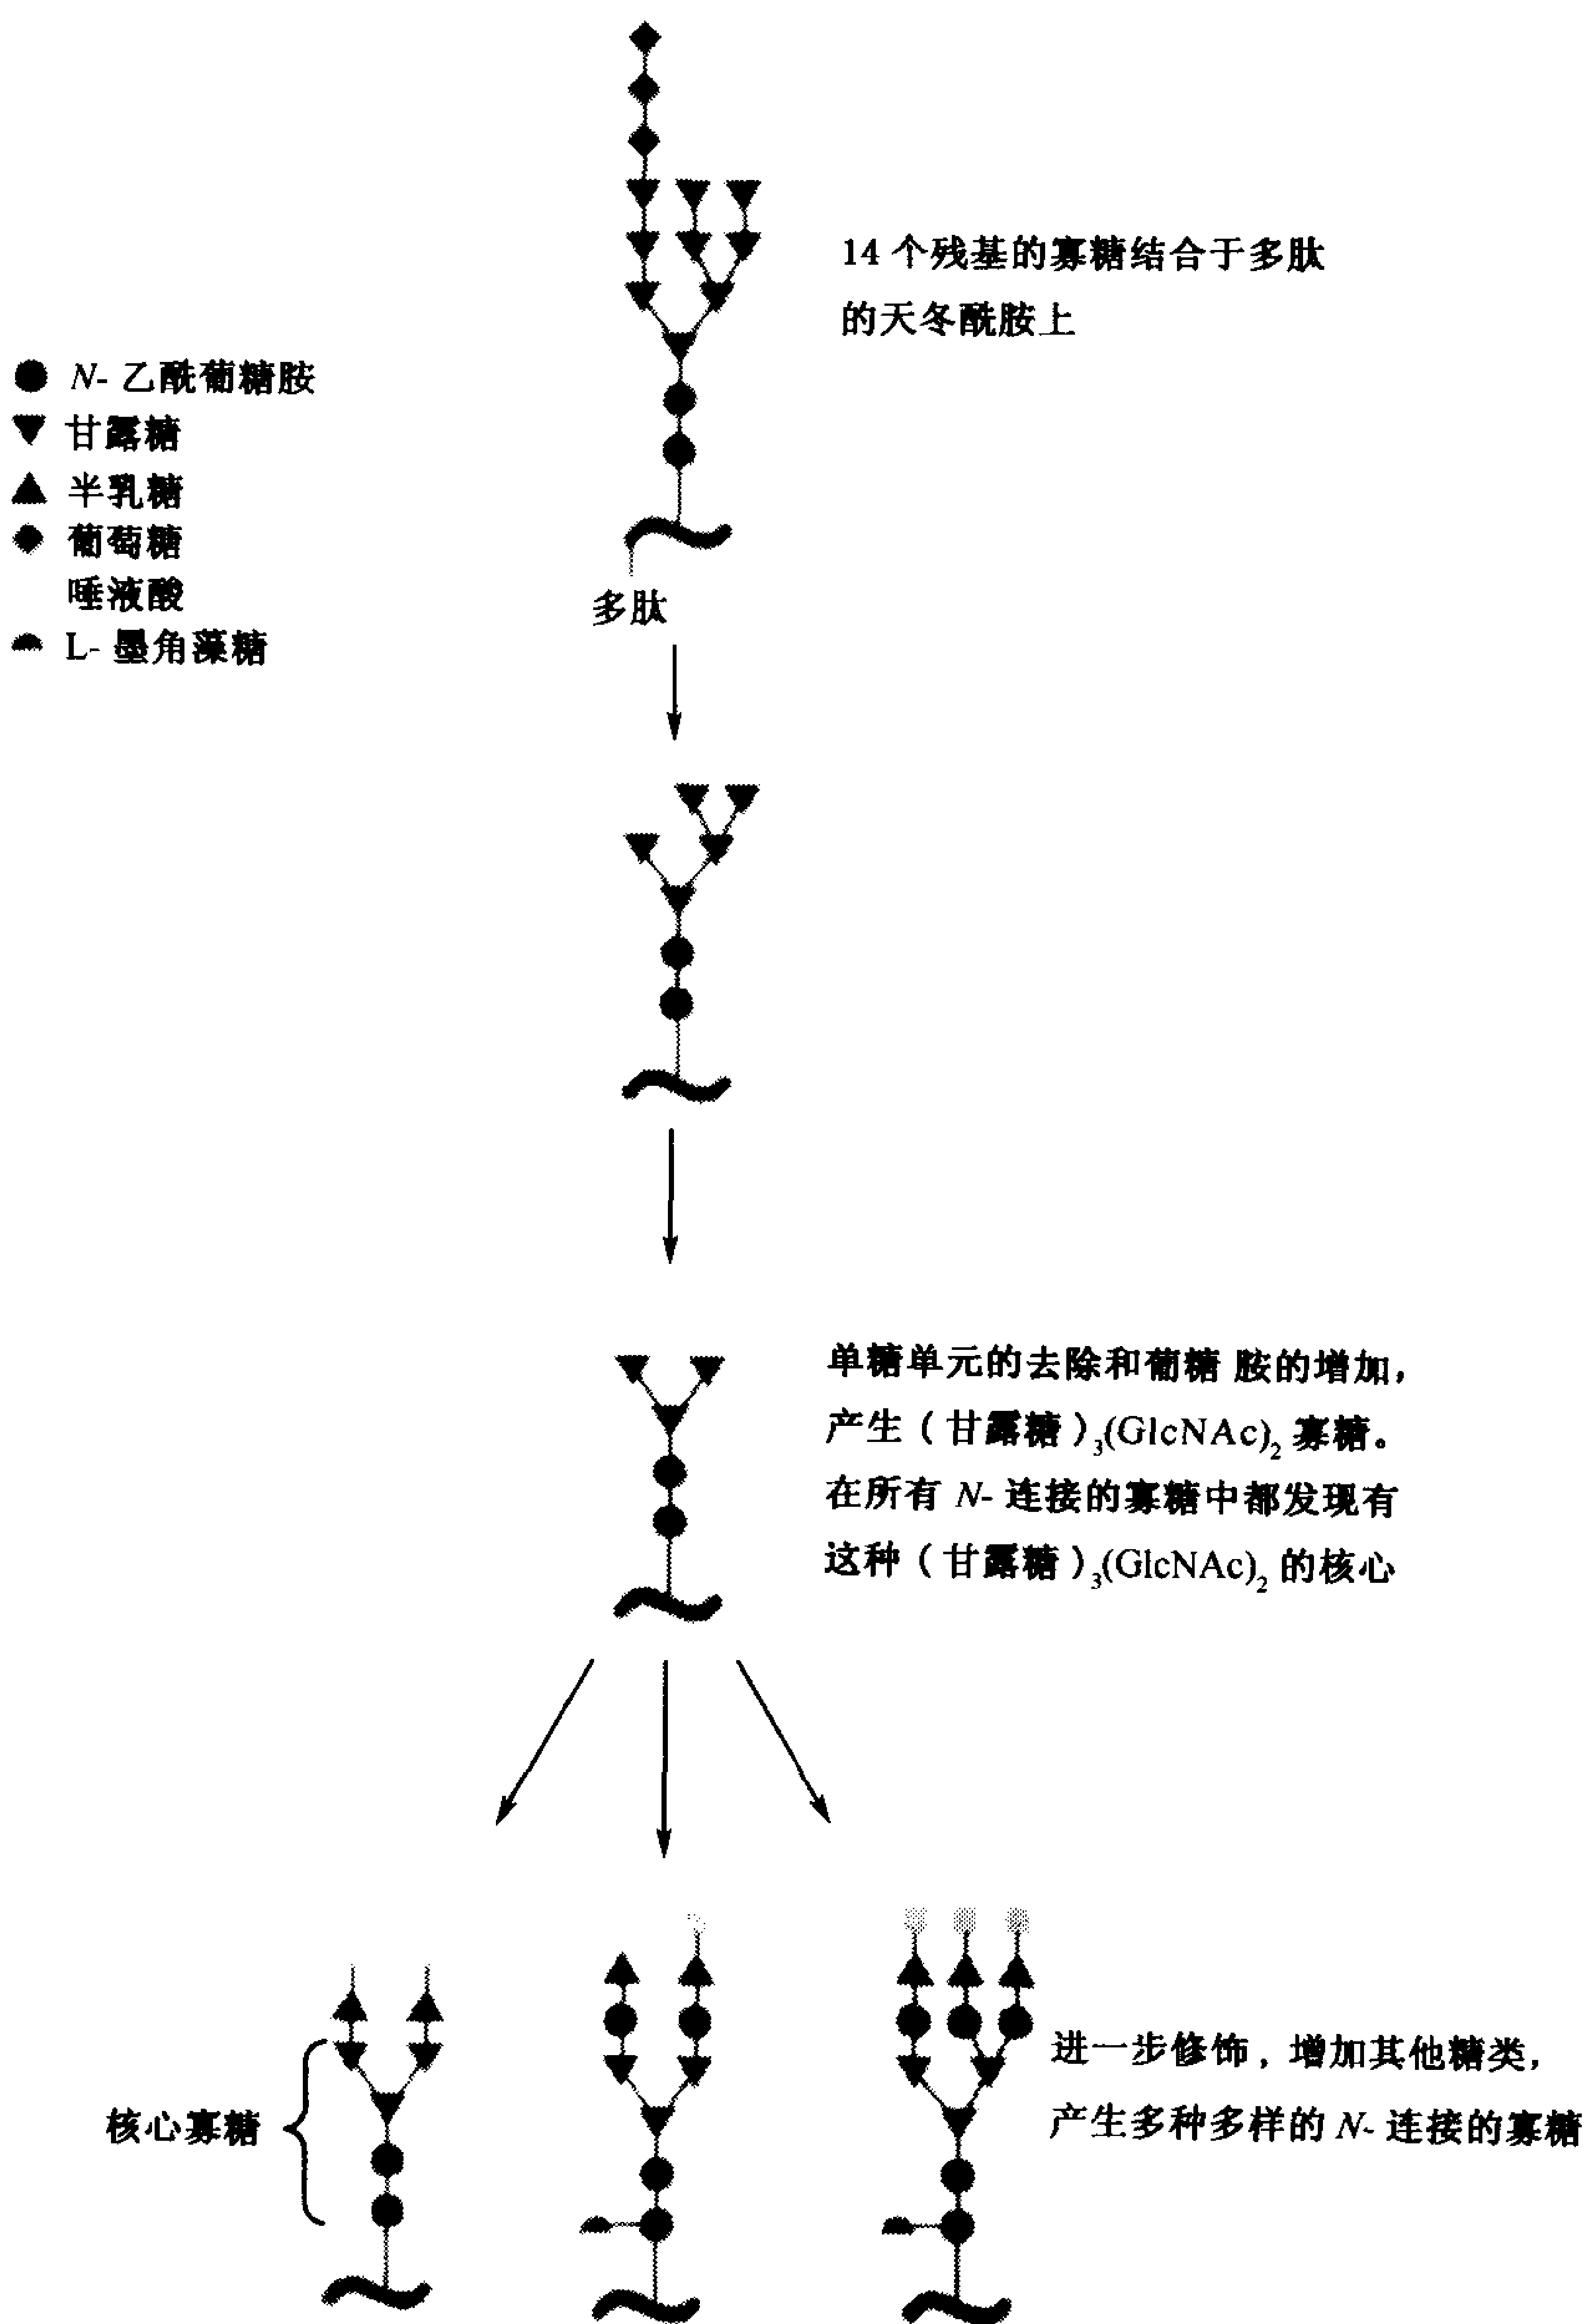 14 个残基的寡糖结合于多肽
的天冬酰胺上
N- 乙酰葡糖胺
甘露糖
半乳糖
葡萄糖
唾液酸
L- 墨角藻糖
多肽
单糖单元的去除和葡糖 胺的增加,
产生(甘露糖)₃(GlcNAc)₂ 寡糖。
在所有 N- 连接的寡糖中都发现有
这种(甘露糖)₃(GlcNAc)₂ 的核心
核心寡糖
进一步修饰, 增加其他糖类,
产生多种多样的 N- 连接的寡糖